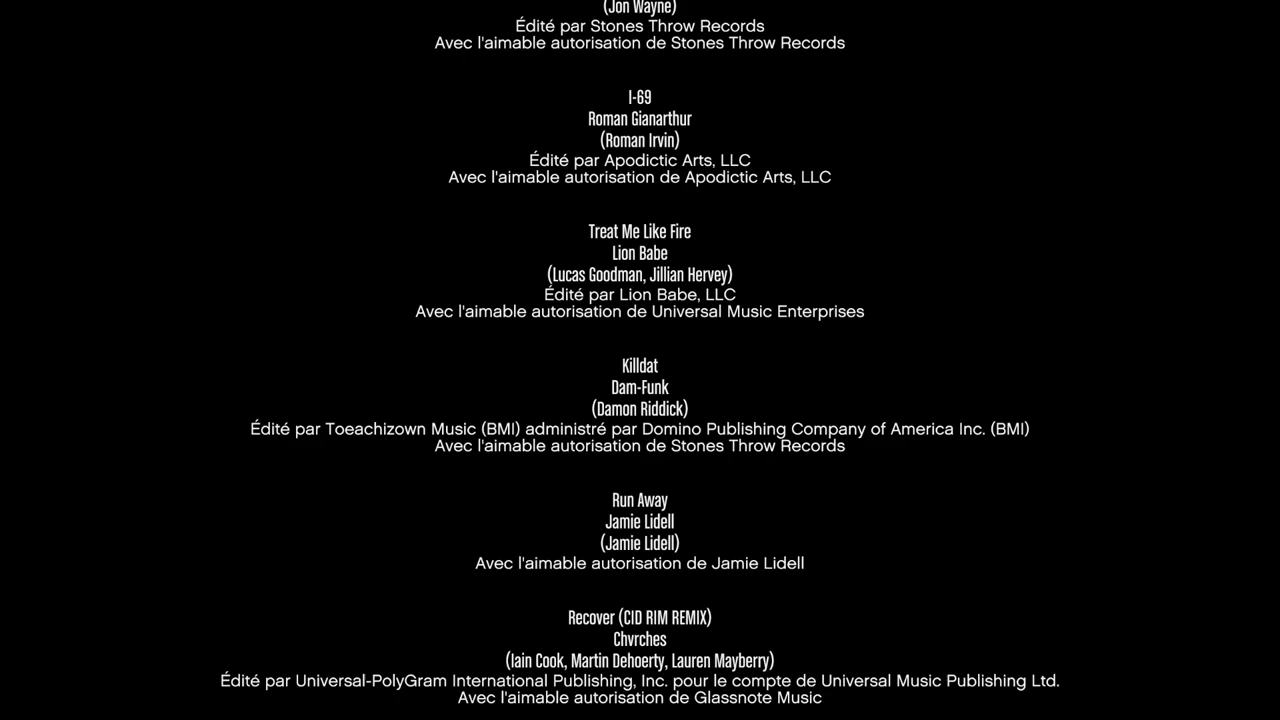 (Jon Wayne)
Édité par Stones Throw Records
Avec l'aimable autorisation de Stones Throw Records
I-69
Roman Gianarthur
(Roman Irvin)
Édité par Apodictic Arts, LLC
Avec l'aimable autorisation de Apodictic Arts, LLC
Treat Me Like Fire
Lion Babe
(Lucas Goodman, Jillian Hervey)
Édité par Lion Babe, LLC
Avec l'aimable autorisation de Universal Music Enterprises
Killdat
Dam-Funk
(Damon Riddick)
Édité par Toeachizown Music (BMI) administré par Domino Publishing Company of America Inc. (BMI)
Avec l'aimable autorisation de Stones Throw Records
Run Away
Jamie Lidell
(Jamie Lidell)
Avec l'aimable autorisation de Jamie Lidell
Recover (CID RIM REMIX)
Chvrches
(Iain Cook, Martin Dehoerty, Lauren Mayberry)
Édité par Universal-PolyGram International Publishing, Inc. pour le compte de Universal Music Publishing Ltd.
Avec l'aimable autorisation de Glassnote Music